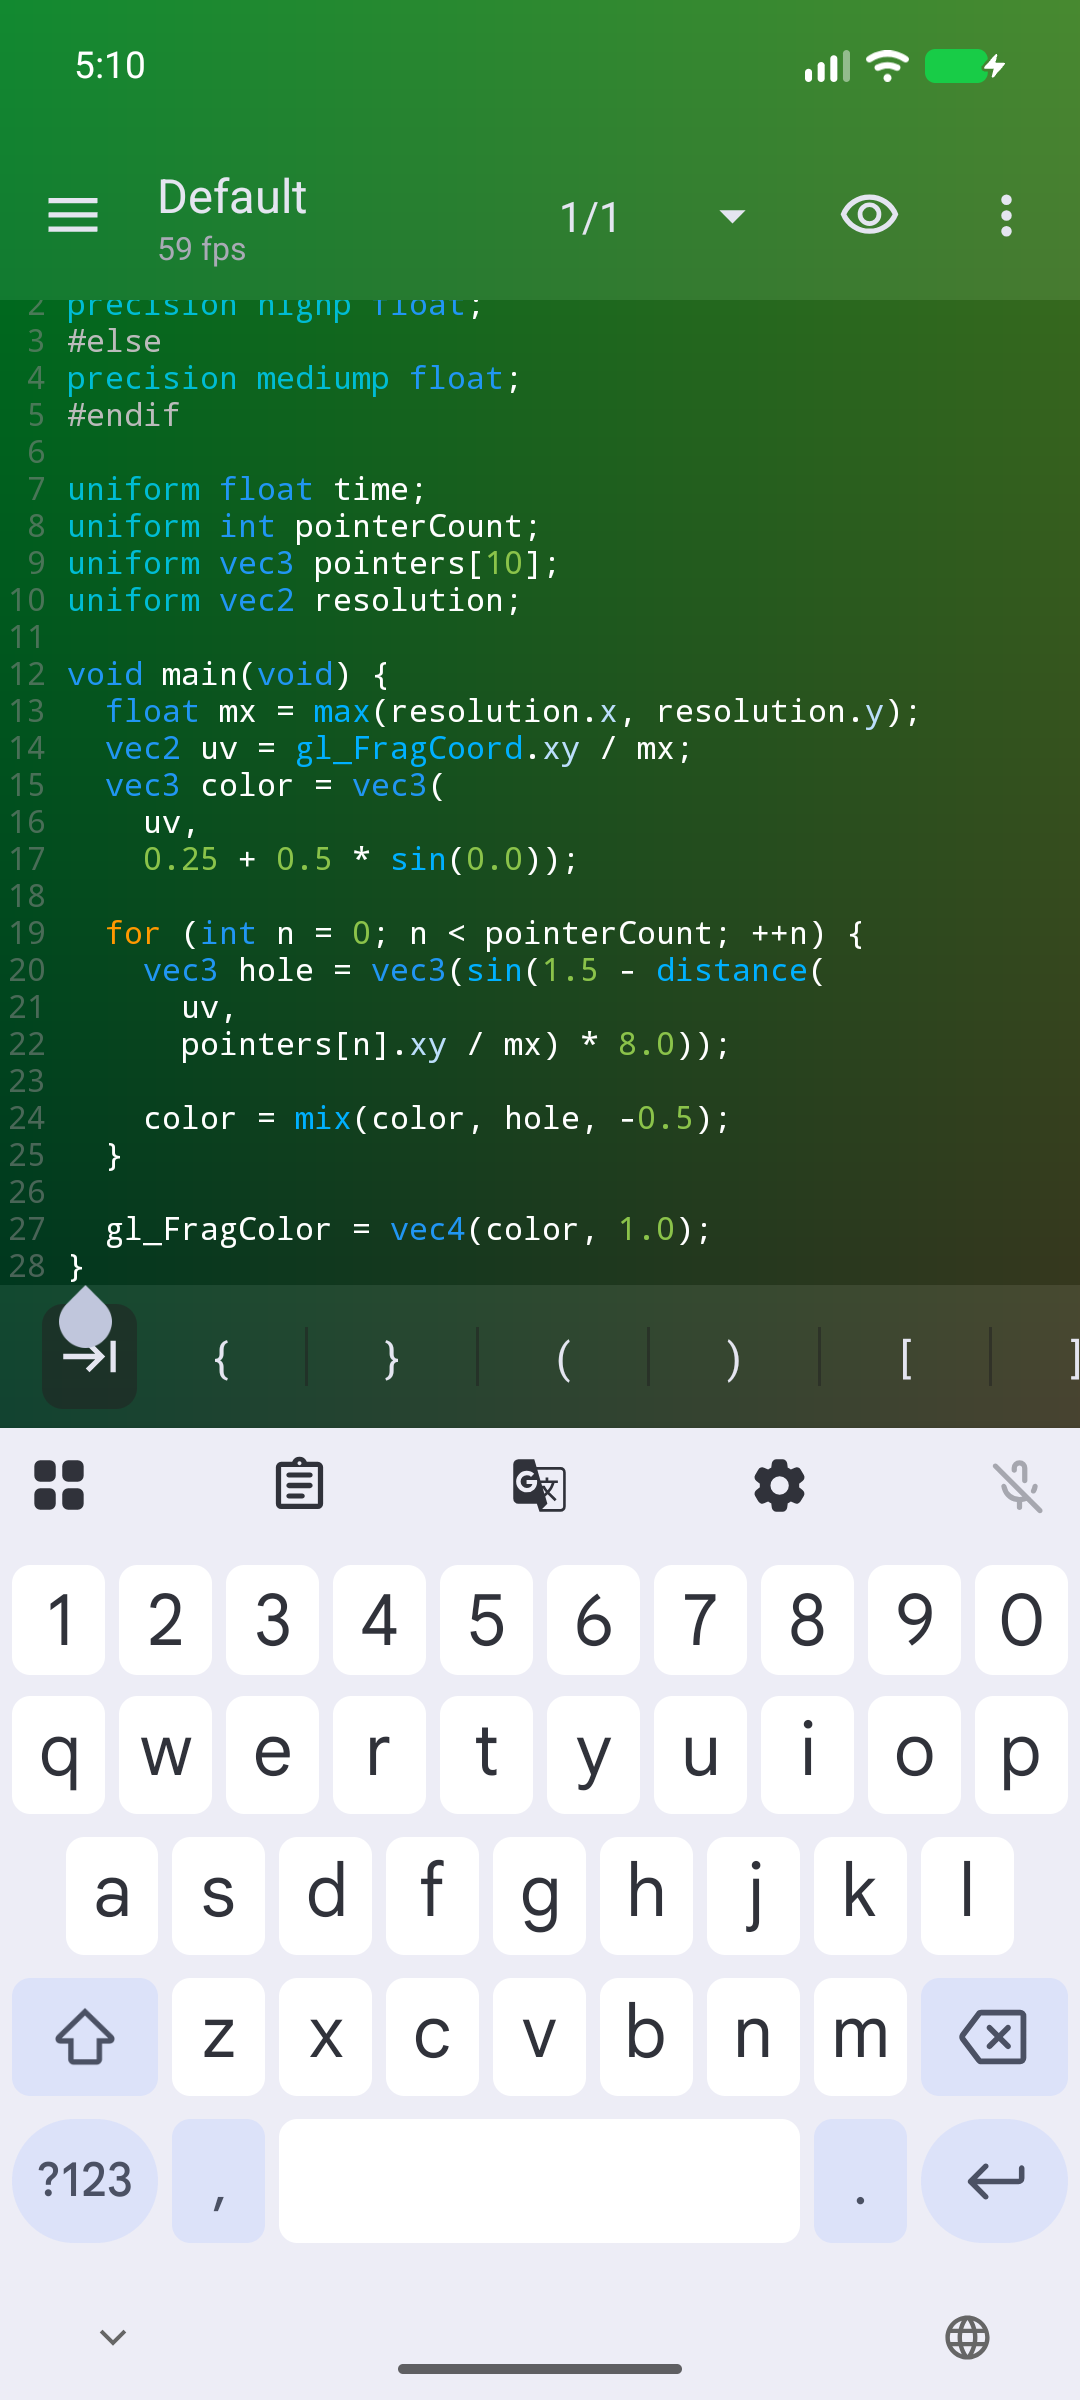 5:10
Default
59 fps
1/1
2 precision highp float;
3 #else
4 precision mediump float;
5 #endif
6
7 uniform float time;
8 uniform int pointerCount;
9 uniform vec3 pointers[10];
10 uniform vec2 resolution;
11
12 void main(void) {
13   float mx = max(resolution.x, resolution.y);
14   vec2 uv = gl_FragCoord.xy / mx;
15   vec3 color = vec3(
16     uv,
17     0.25 + 0.5 * sin(0.0));
18
19   for (int n = 0; n < pointerCount; ++n) {
20     vec3 hole = vec3(sin(1.5 - distance(
21       uv,
22       pointers[n].xy / mx) * 8.0));
23
24     color = mix(color, hole, -0.5);
25   }
26
27   gl_FragColor = vec4(color, 1.0);
28 }
{ } ( ) [ ]
G 文
1 2 3 4 5 6 7 8 9 0
q w e r t y u i o p
a s d f g h j k l
z x c v b n m
?123 , .